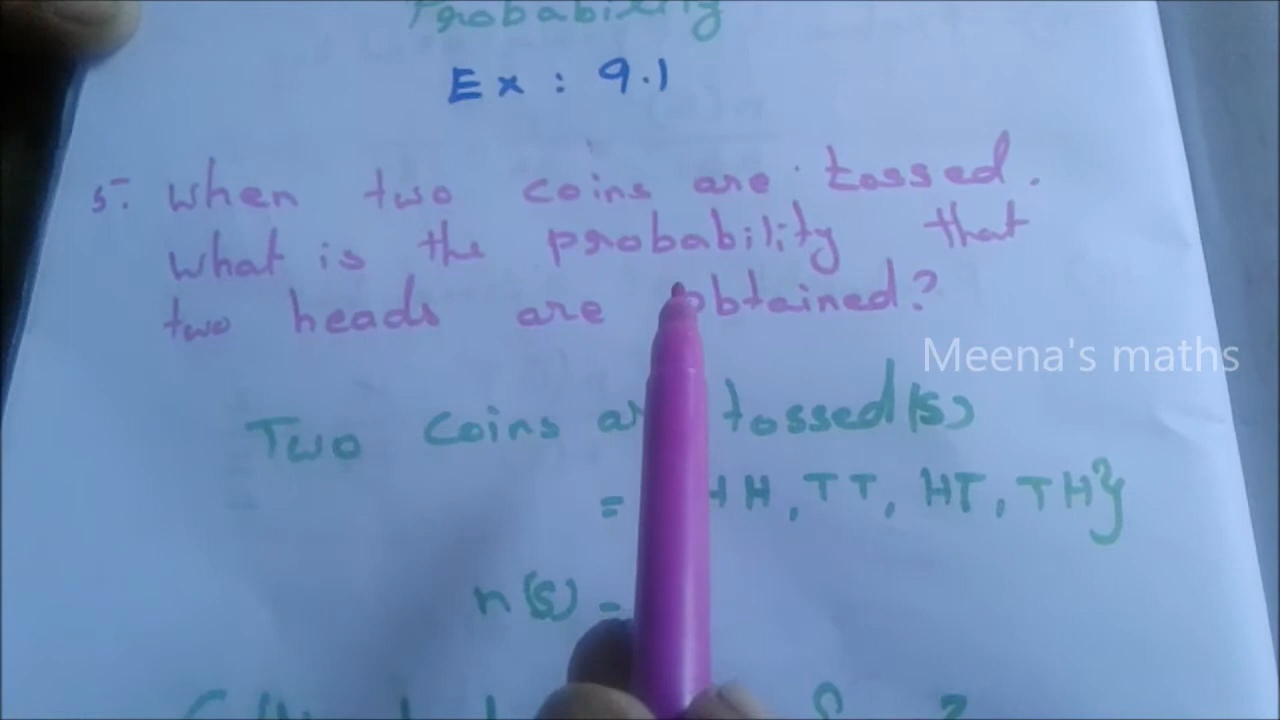 Probability
Ex : 9.1
5. When two coins are tossed.
What is the probability that
two heads are obtained?
Meena's maths
Two coins tossed (s)
= HH, TT, HT, TH}
n(s) =